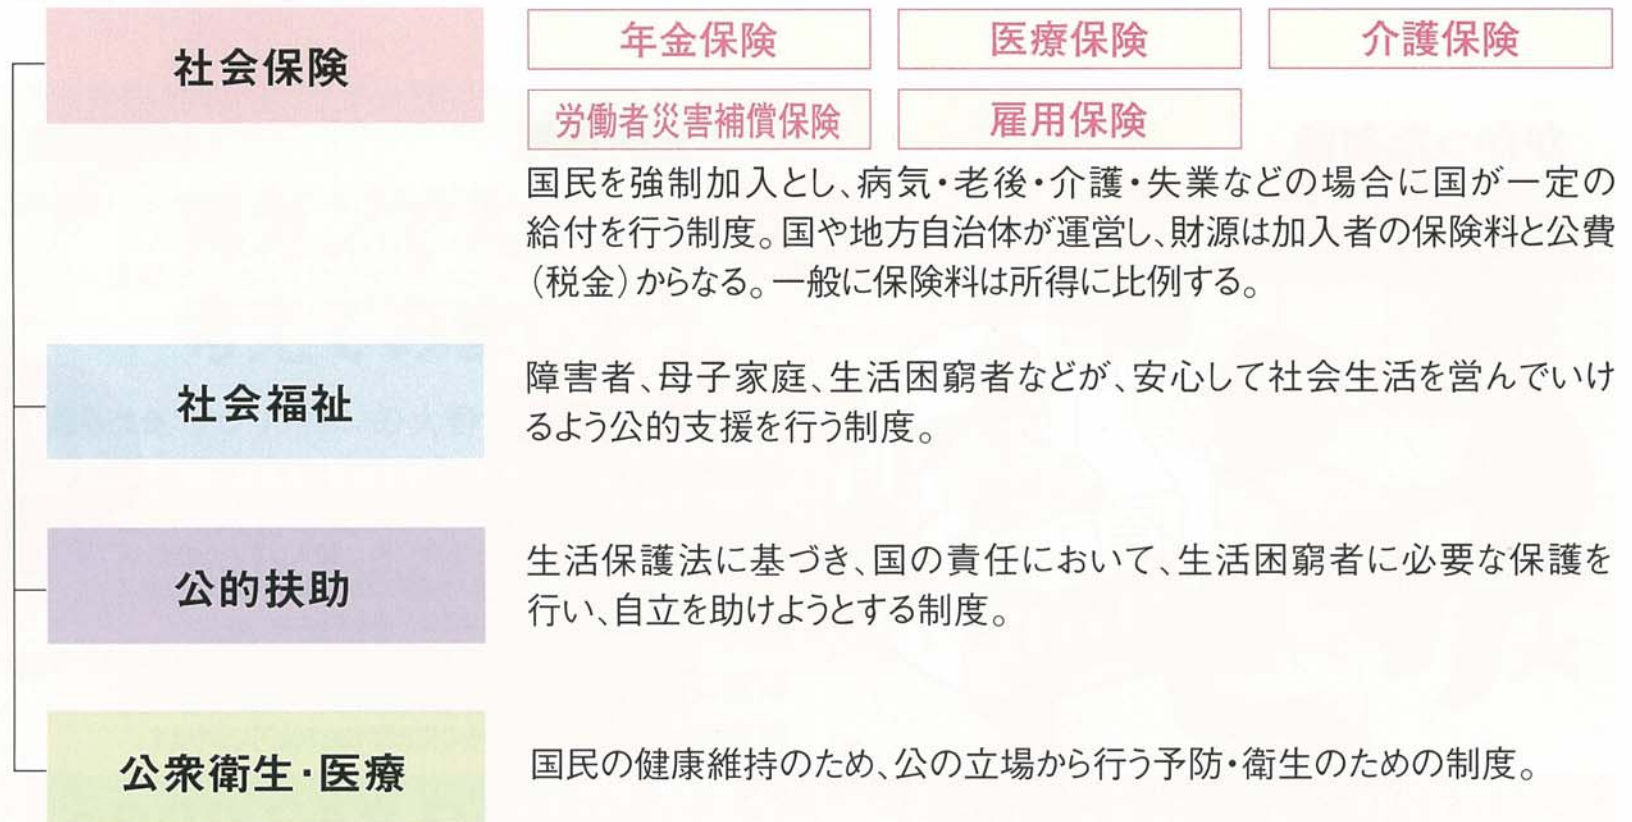 社会保険
年金保険 医療保険 介護保険
労働者災害補償保険 雇用保険
国民を強制加入とし、病気・老後・介護・失業などの場合に国が一定の
給付を行う制度。国や地方自治体が運営し、財源は加入者の保険料と公費
（税金）からなる。一般に保険料は所得に比例する。
社会福祉
障害者、母子家庭、生活困窮者などが、安心して社会生活を営んでいけ
るよう公的支援を行う制度。
公的扶助
生活保護法に基づき、国の責任において、生活困窮者に必要な保護を
行い、自立を助けようとする制度。
公衆衛生・医療
国民の健康維持のため、公の立場から行う予防・衛生のための制度。